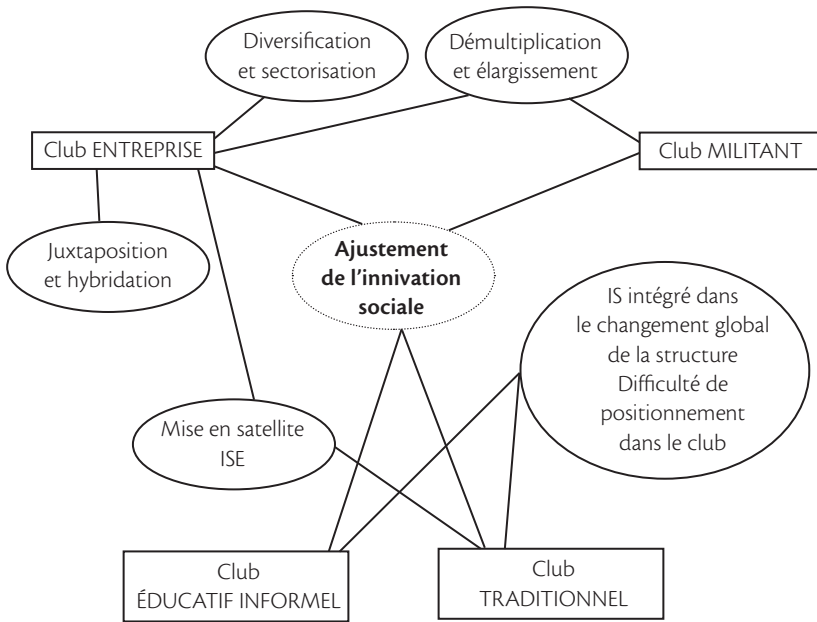 Diversification
et sectorisation
Démultiplication
et élargissement
Club ENTREPRISE
Club MILITANT
Juxtaposition
et hybridation
Ajustement
de l'innivation
sociale
IS intégré dans
le changement global
de la structure
Difficulté de
positionnement
dans le club
Mise en satellite
ISE
Club
ÉDUCATIF INFORMEL
Club
TRADITIONNEL